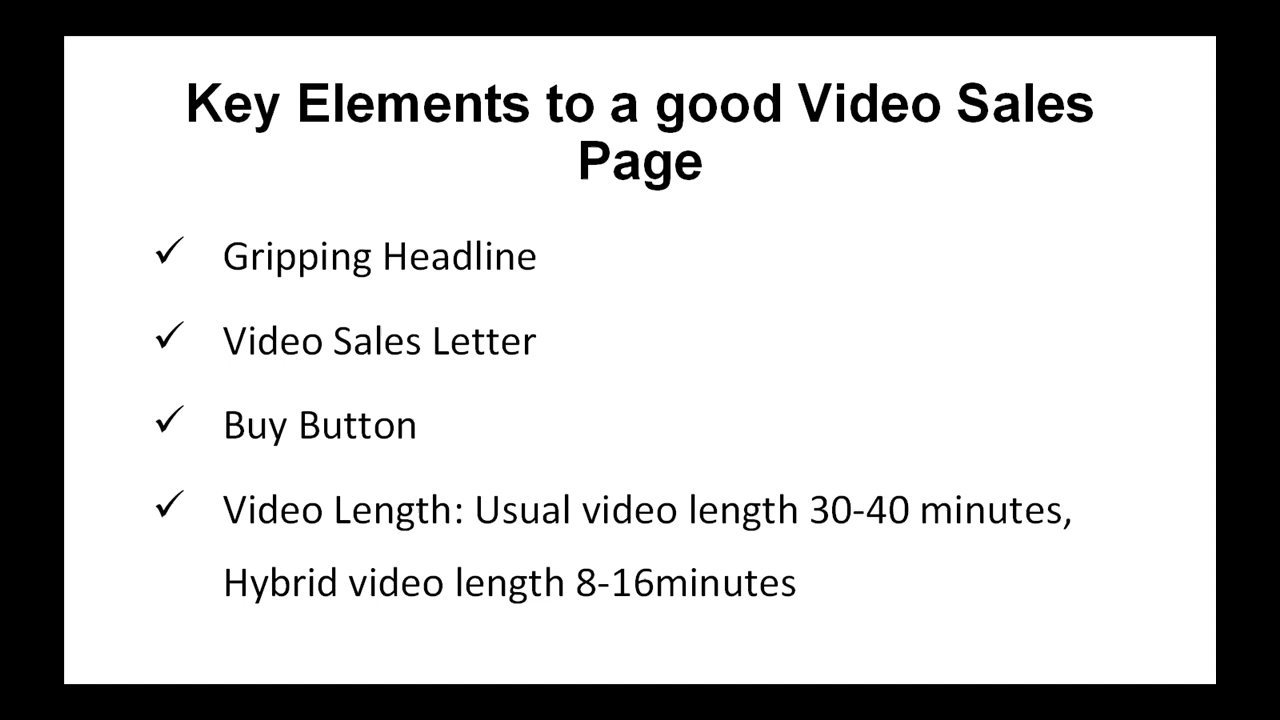 Key Elements to a good Video Sales
Page
✓ Gripping Headline
✓ Video Sales Letter
✓ Buy Button
✓ Video Length: Usual video length 30-40 minutes,
Hybrid video length 8-16minutes